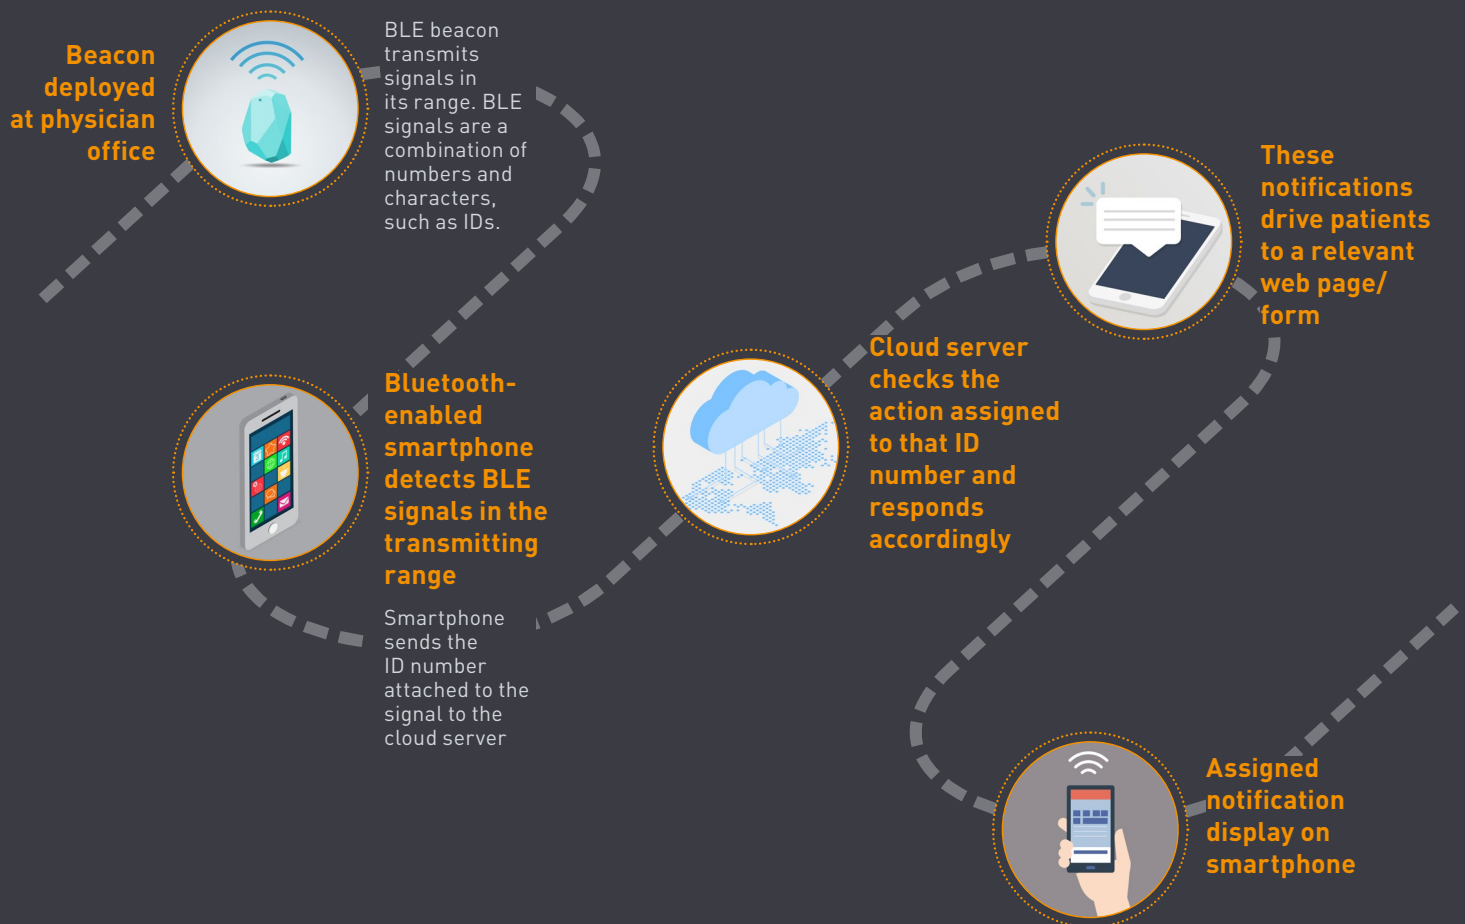 Beacon
deployed
at physician
office
BLE beacon
transmits
signals in
its range. BLE
signals are a
combination of
numbers and
characters,
such as IDs.
Bluetooth-
enabled
smartphone
detects BLE
signals in the
transmitting
range
Smartphone
sends the
ID number
attached to the
signal to the
cloud server
Cloud server
checks the
action assigned
to that ID
number and
responds
accordingly
These
notifications
drive patients
to a relevant
web page/
form
Assigned
notification
display on
smartphone